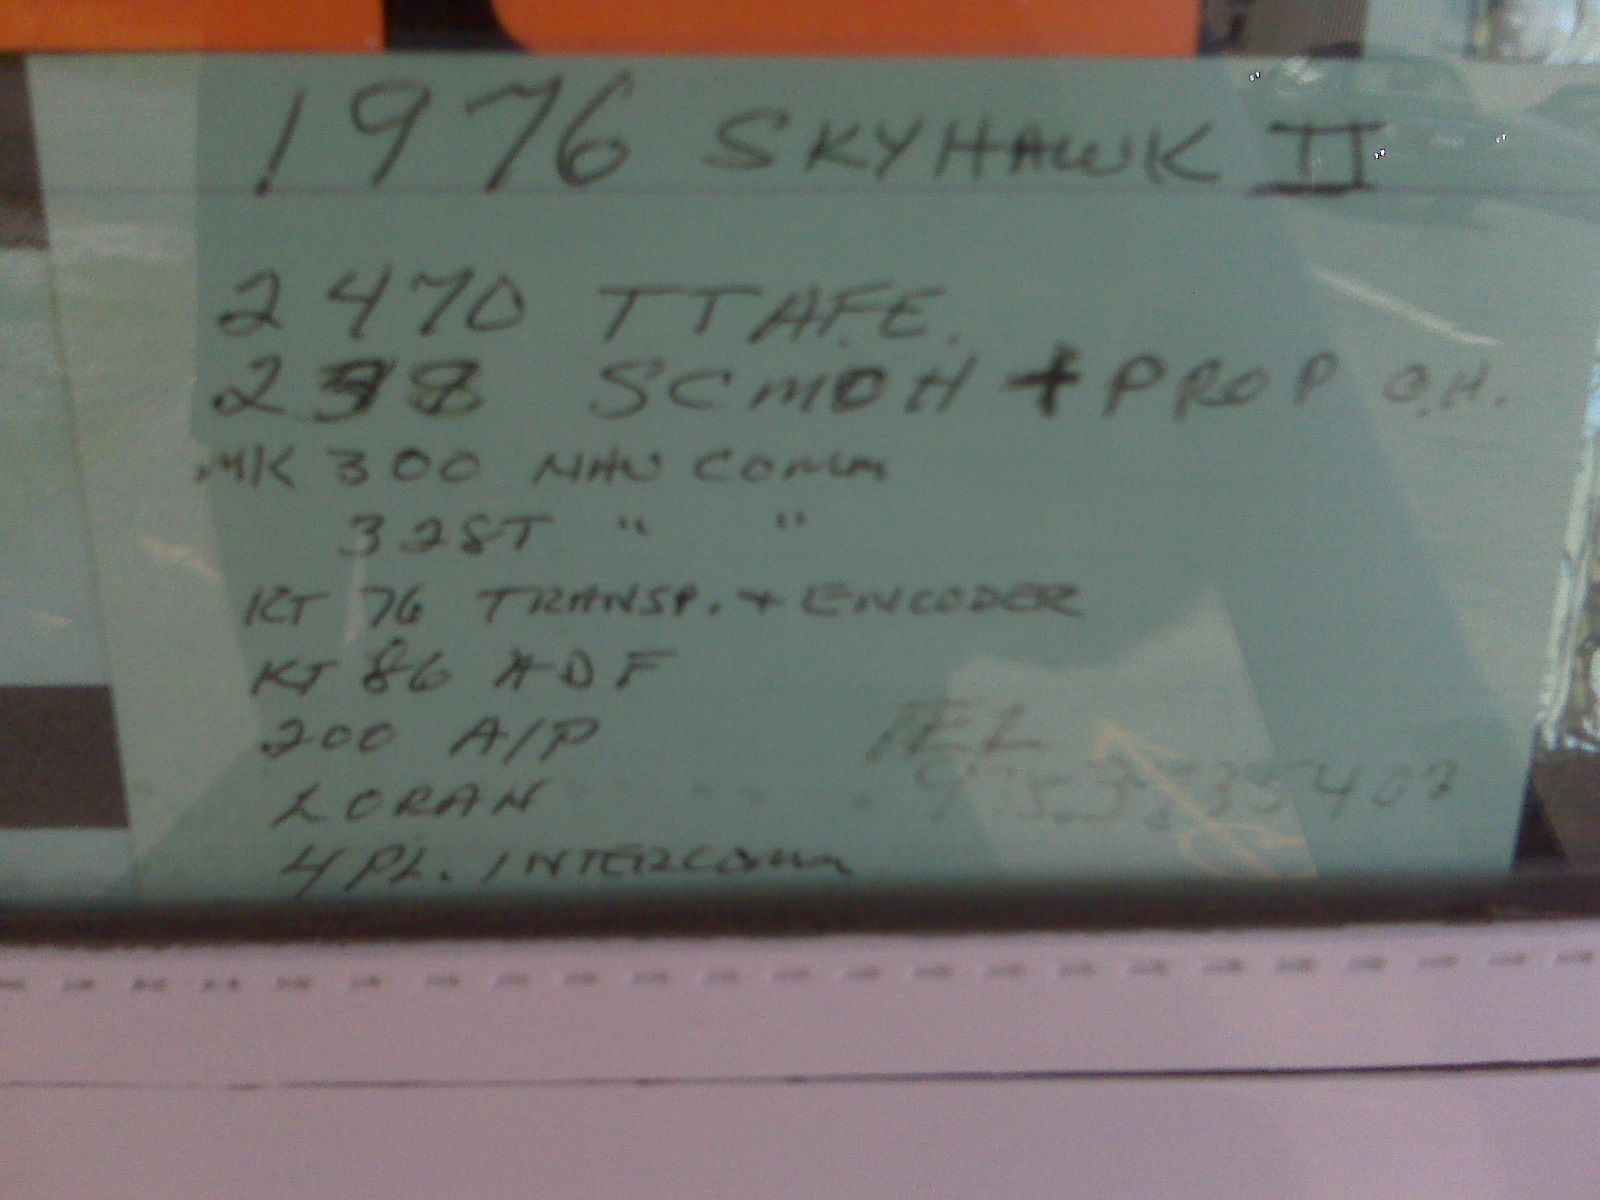 1976 SKYHAWK II
2470 TTAFE.
SCMOH + PROP O.H.
MK 300 NAV COMM
328T " "
KT 76 TRANSP. + ENCODER
KT 86 ADF
200 A/P
LORAN
TEL
4 PL. INTERCOMM